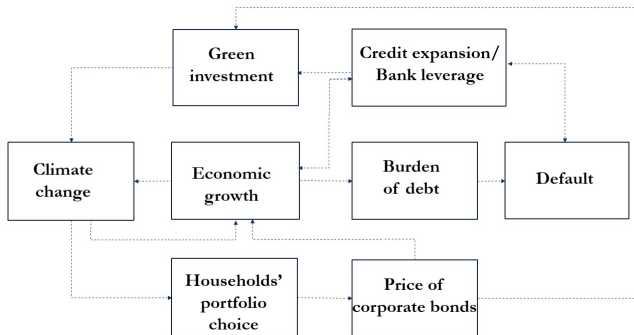 Green
investment
Credit expansion/
Bank leverage
Climate
change
Economic
growth
Burden
of debt
Default
Households’
portfolio
choice
Price of
corporate bonds